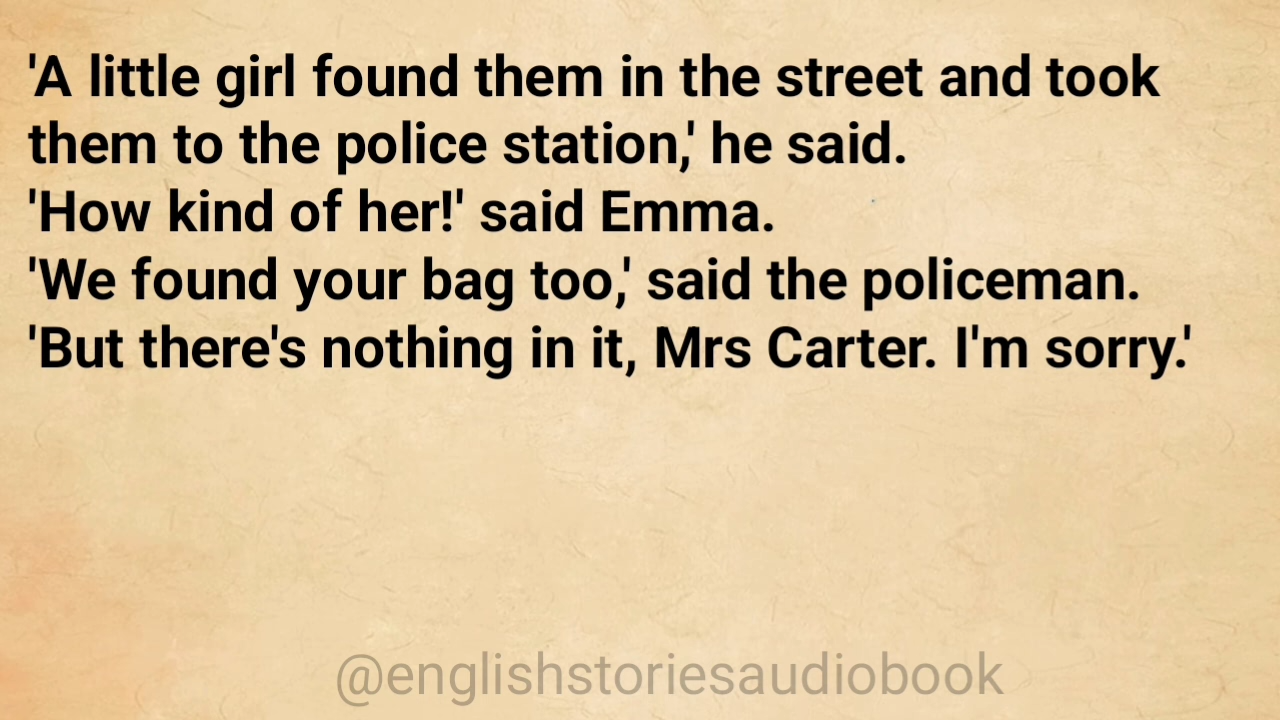 'A little girl found them in the street and took
them to the police station,' he said.
'How kind of her!' said Emma.
'We found your bag too,' said the policeman.
'But there's nothing in it, Mrs Carter. I'm sorry.'
@englishstoriesaudiobook